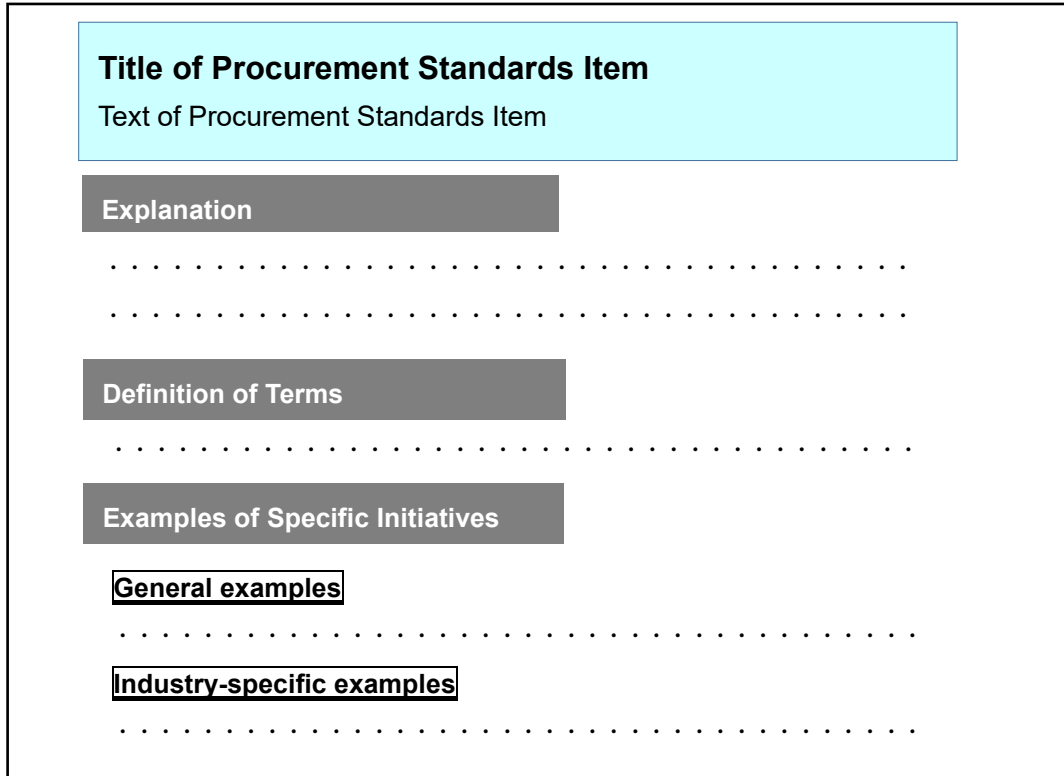 Title of Procurement Standards Item
Text of Procurement Standards Item
Explanation
. . . . . . . . . . . . . . . . . . . . . . . . . . . . . . . . . . . . . .
. . . . . . . . . . . . . . . . . . . . . . . . . . . . . . . . . . . . . .
Definition of Terms
. . . . . . . . . . . . . . . . . . . . . . . . . . . . . . . . . . . . . .
Examples of Specific Initiatives
General examples
. . . . . . . . . . . . . . . . . . . . . . . . . . . . . . . . . . . . . .
Industry-specific examples
. . . . . . . . . . . . . . . . . . . . . . . . . . . . . . . . . . . . . .